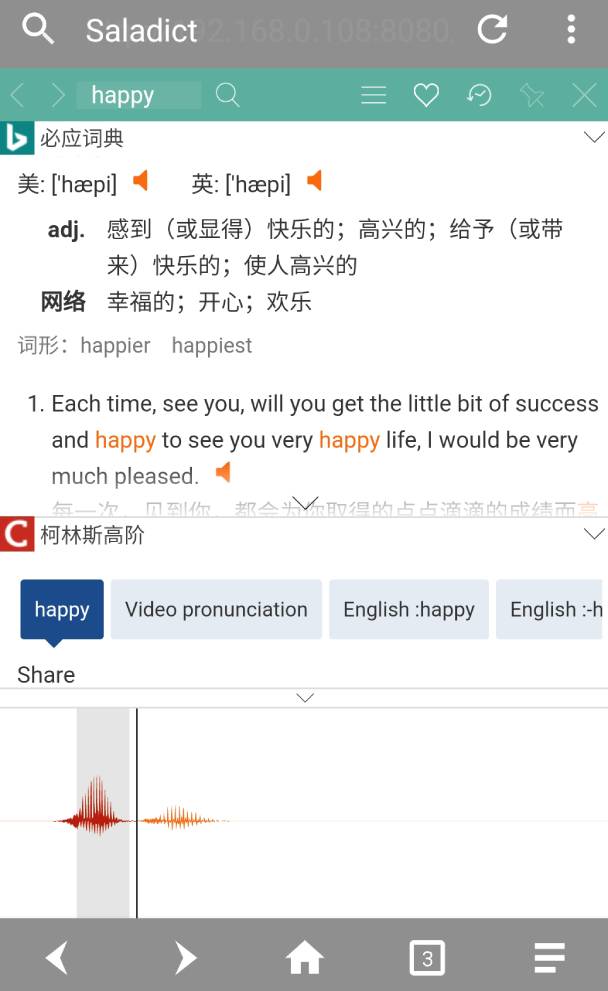 Saladict
192.168.0.108:8080
happy
必应词典
美: ['hæpi] 英: ['hæpi]
adj. 感到（或显得）快乐的；高兴的；给予（或带
来）快乐的；使人高兴的
网络 幸福的；开心；欢乐
词形： happier happiest
1. Each time, see you, will you get the little bit of success
and happy to see you very happy life, I would be very
much pleased.
每一次，见到你，都会为你取得的点点滴滴的成绩而高
柯林斯高阶
happy Video pronunciation English :happy English :-h
Share
3